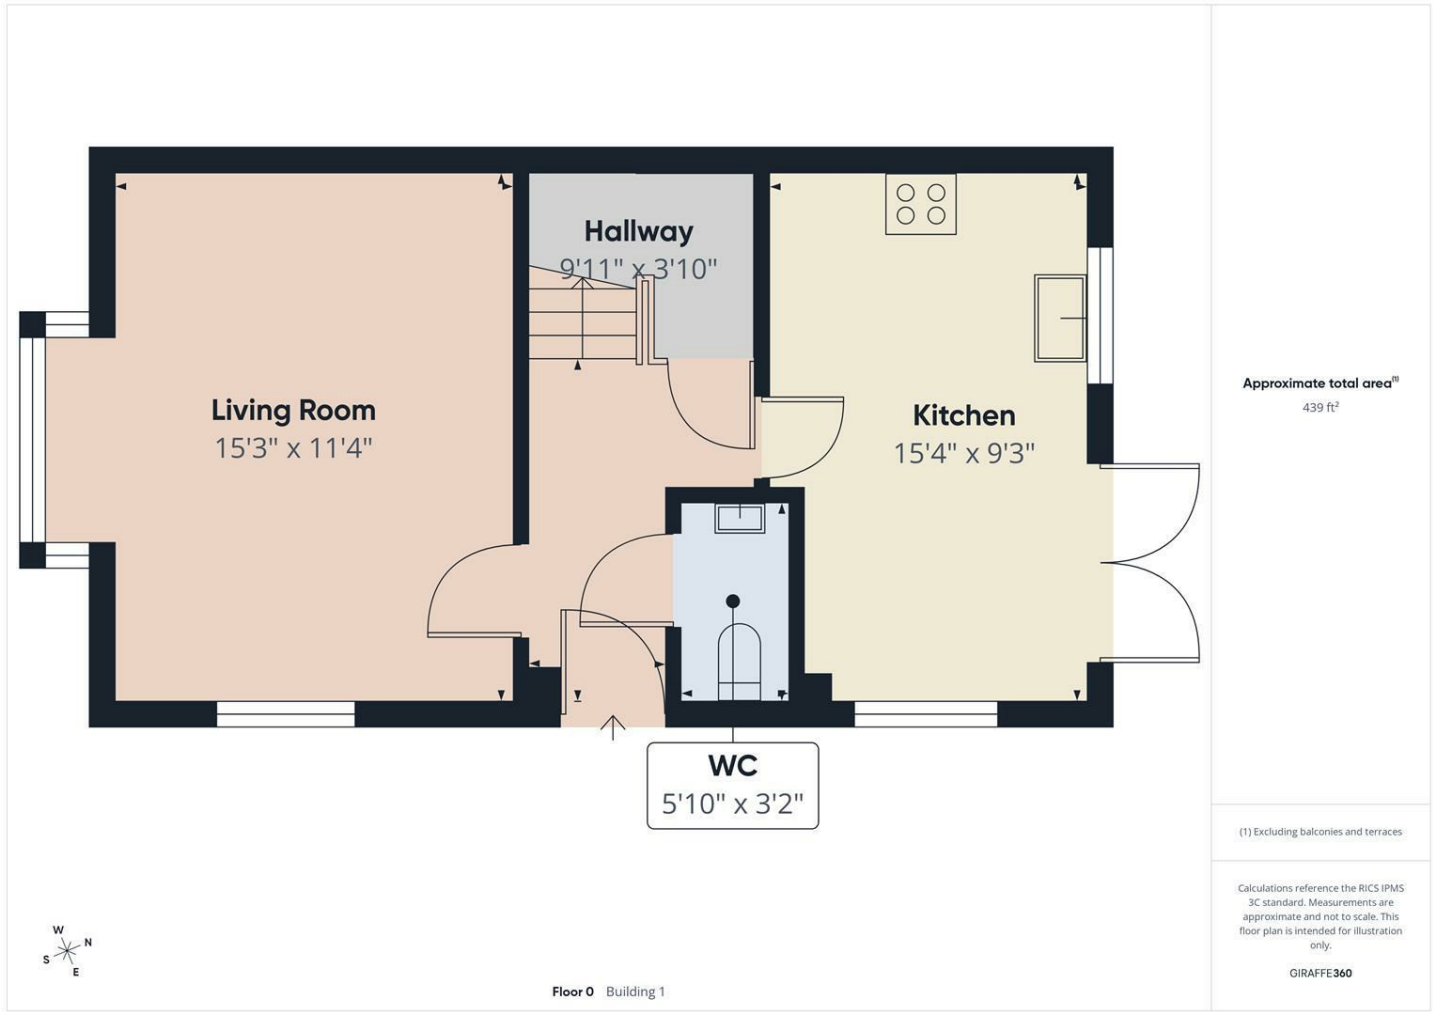 Hallway
9'11" x 3'10"
Living Room
15'3" x 11'4"
Kitchen
15'4" x 9'3"
WC
5'10" x 3'2"
Approximate total area(1)
439 ft²
(1) Excluding balconies and terraces
Calculations reference the RICS IPMS
3C standard. Measurements are
approximate and not to scale. This
floor plan is intended for illustration
only.
GIRAFFE360
W
N
S
E
Floor 0 Building 1